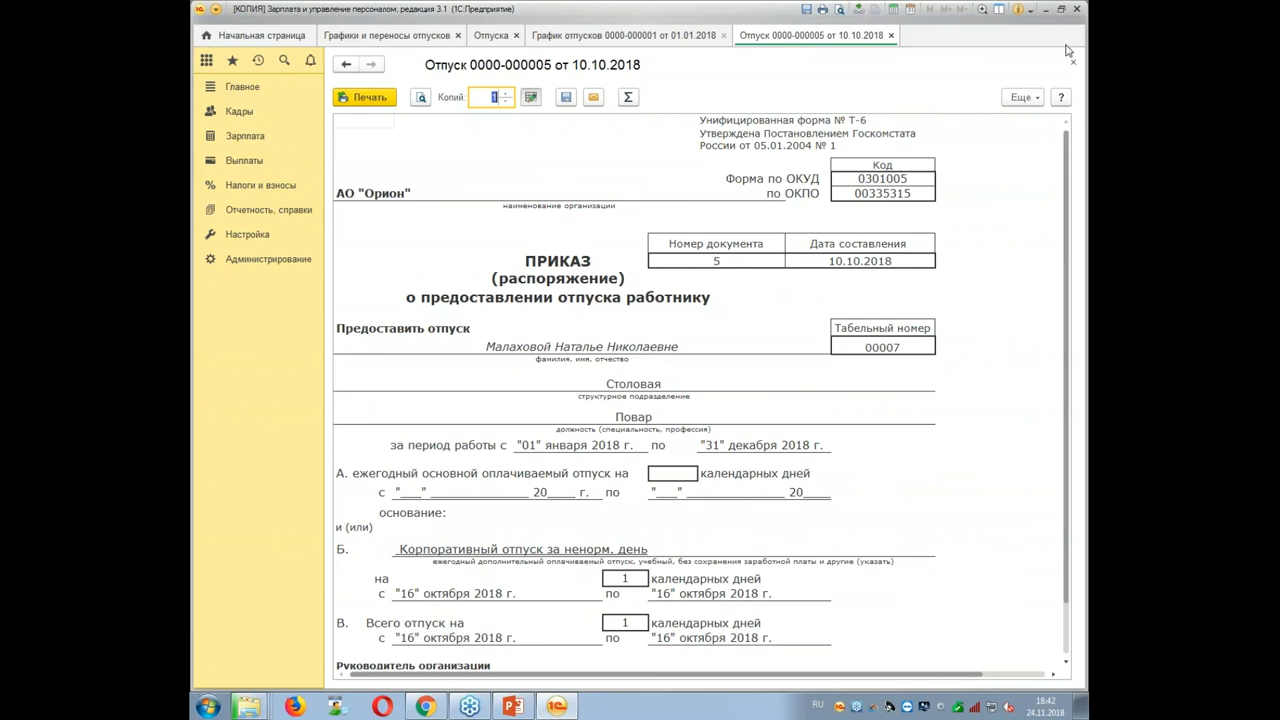 [КОПИЯ] Зарплата и управление персоналом, редакция 3.1 (1С:Предприятие)
M M+ M-
Начальная страница
Графики и переносы отпусков ×
Отпуска ×
График отпусков 0000-000001 от 01.01.2018 ×
Отпуск 0000-000005 от 10.10.2018 ×
Главное
Кадры
Зарплата
Выплаты
Налоги и взносы
Отчетность, справки
Настройка
Администрирование
Отпуск 0000-000005 от 10.10.2018
Печать
Копий: 1
Еще
?
Унифицированная форма № Т-6
Утверждена Постановлением Госкомстата
России от 05.01.2004 № 1
Код
Форма по ОКУД 0301005
АО "Орион" по ОКПО 00335315
наименование организации
Номер документа Дата составления
ПРИКАЗ 5 10.10.2018
(распоряжение)
о предоставлении отпуска работнику
Предоставить отпуск Табельный номер
Малаховой Наталье Николаевне 00007
фамилия, имя, отчество
Столовая
структурное подразделение
Повар
должность (специальность, профессия)
за период работы с "01" января 2018 г. по "31" декабря 2018 г.
А. ежегодный основной оплачиваемый отпуск на календарных дней
с "___" ______________ 20____ г. по "___" ______________ 20____
основание:
и (или)
Б. Корпоративный отпуск за ненорм. день
ежегодный дополнительный оплачиваемый отпуск, учебный, без сохранения заработной платы и другие (указать)
на 1 календарных дней
с "16" октября 2018 г. по "16" октября 2018 г.
В. Всего отпуск на 1 календарных дней
с "16" октября 2018 г. по "16" октября 2018 г.
Руководитель организации
RU
18:42
24.11.2018